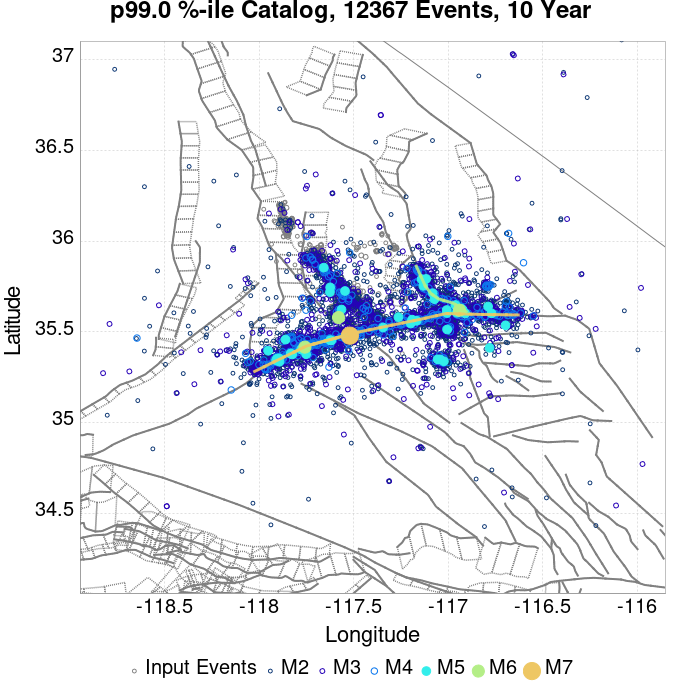 p99.0 %-ile Catalog, 12367 Events, 10 Year
37
36.5
36
35.5
35
34.5
Latitude
-118.5 -118 -117.5 -117 -116.5 -116
Longitude
Input Events M2 M3 M4 M5 M6 M7